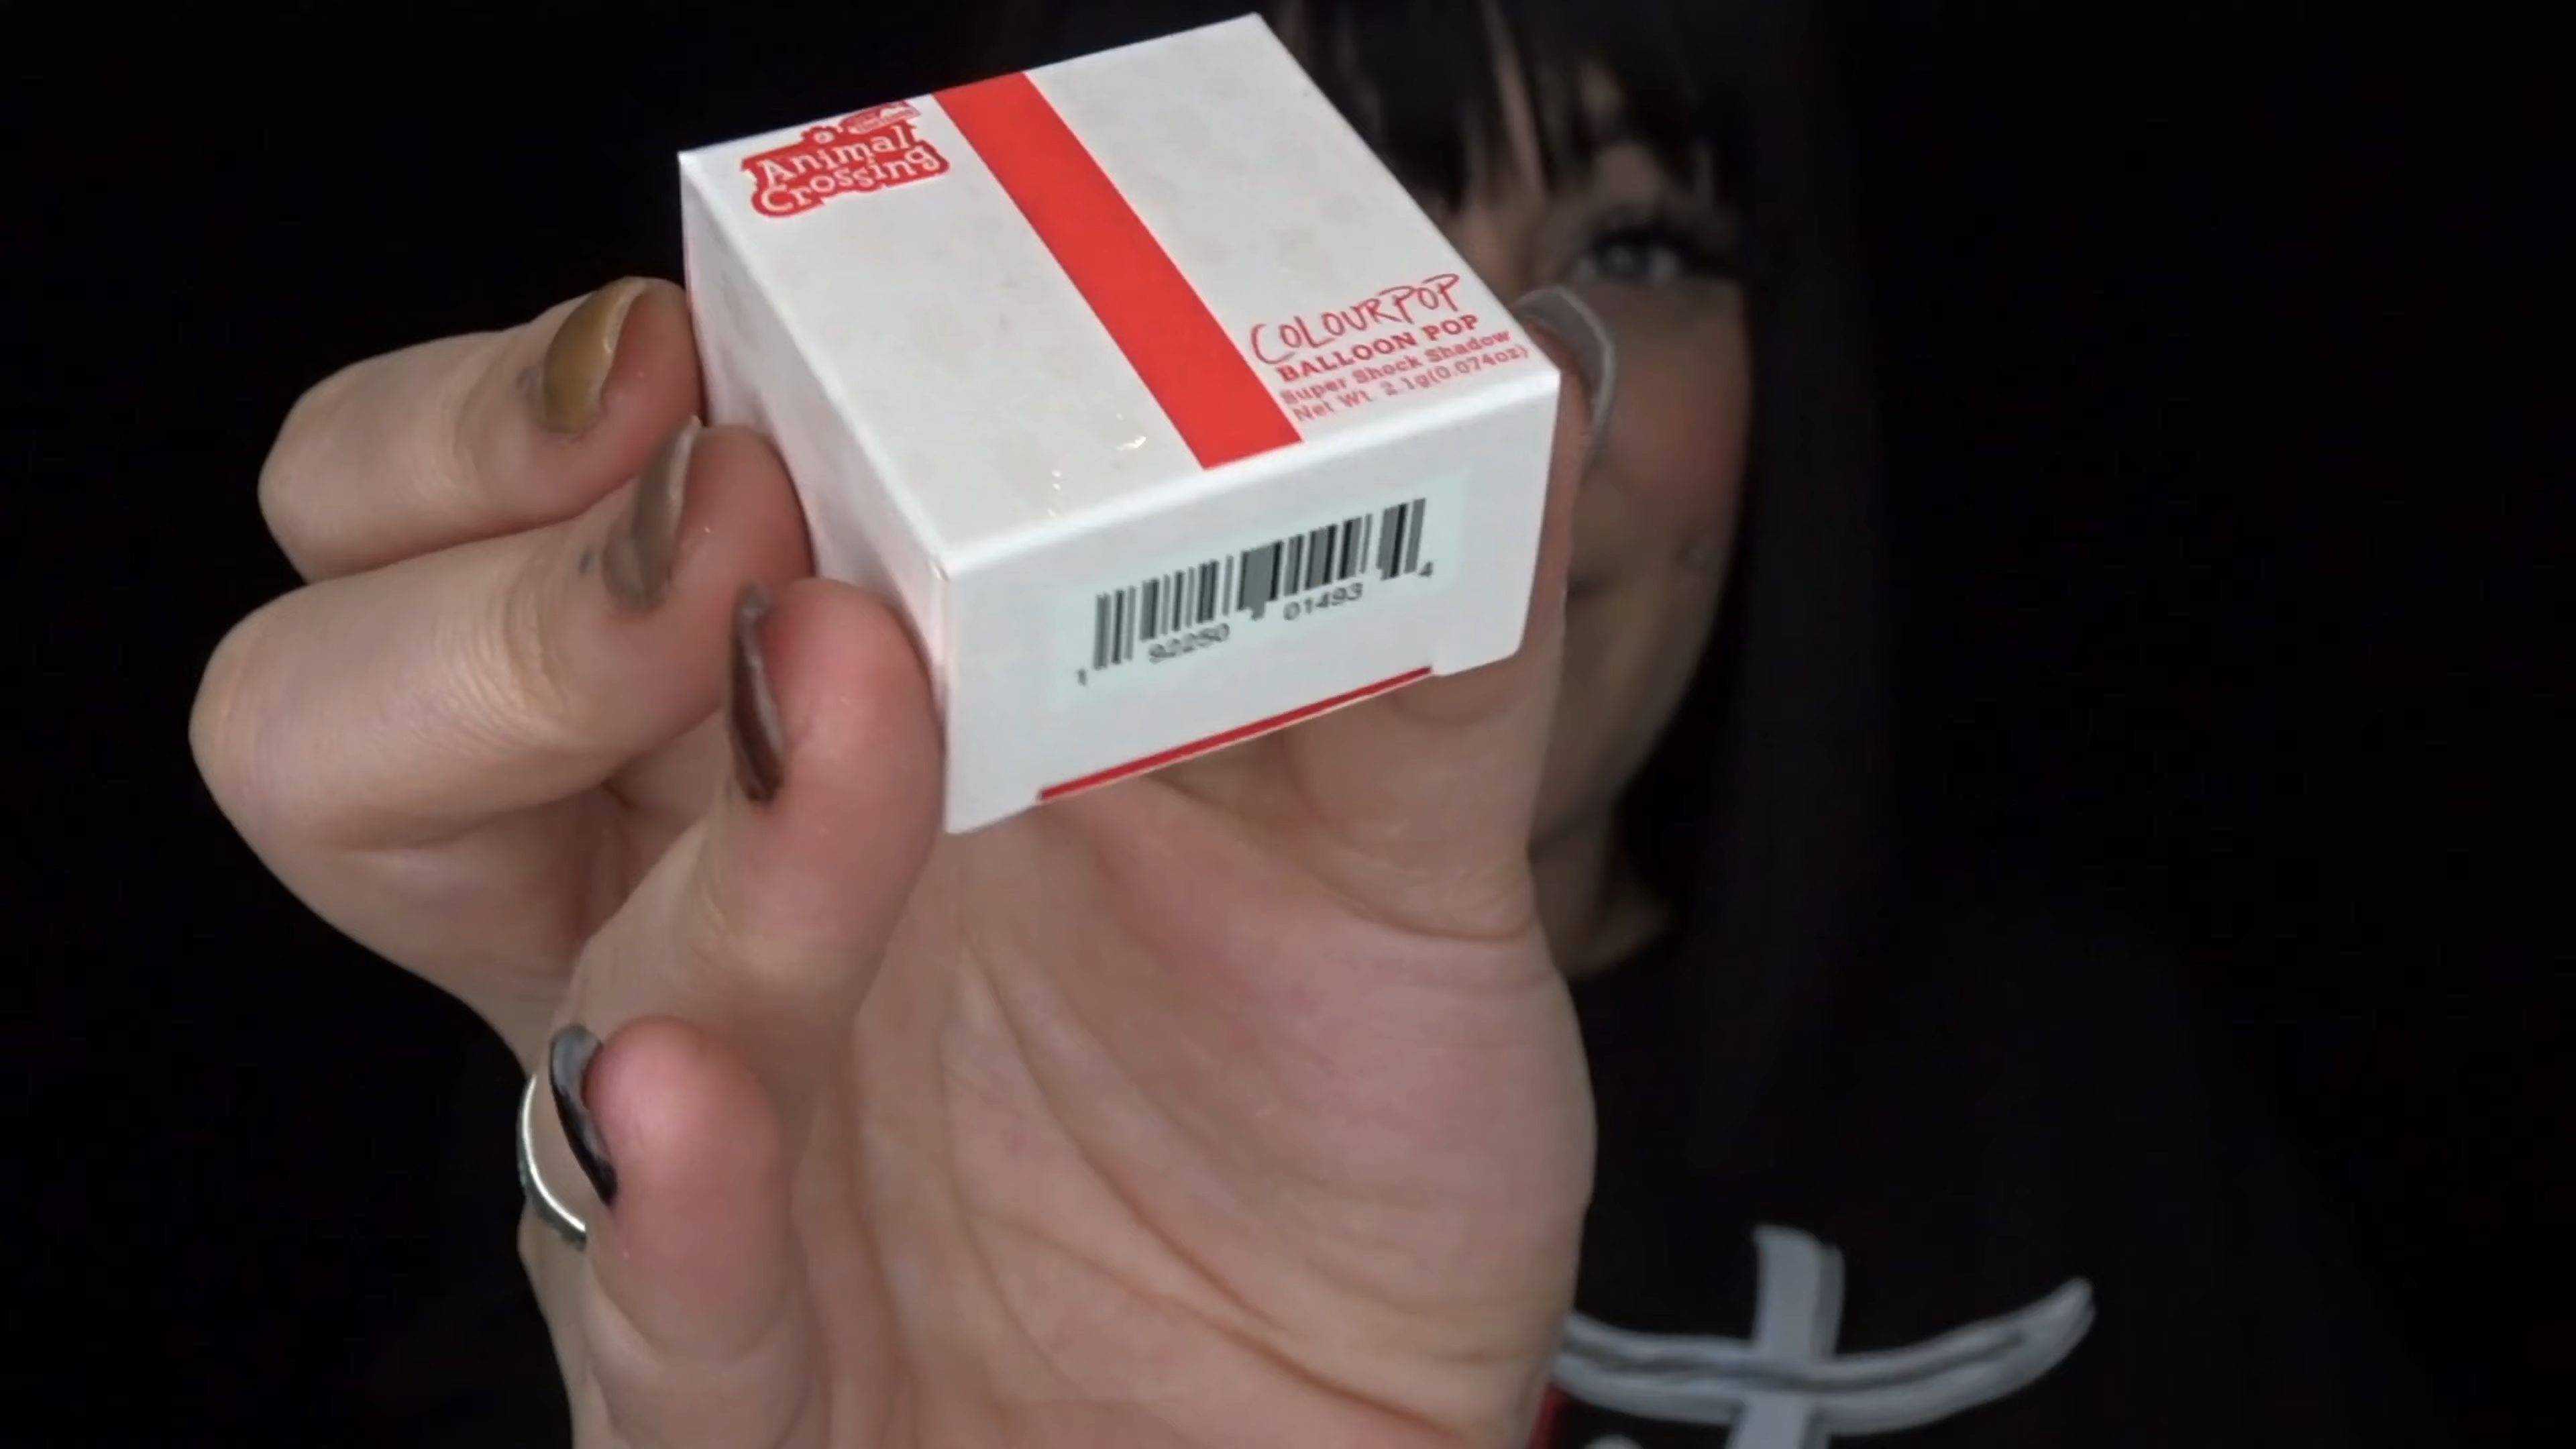 Animal
Crossing
COLOURPOP
BALLOON POP
Super Shock Shadow
Net Wt. 2.1g(0.074oz)
1 92250 01493 4